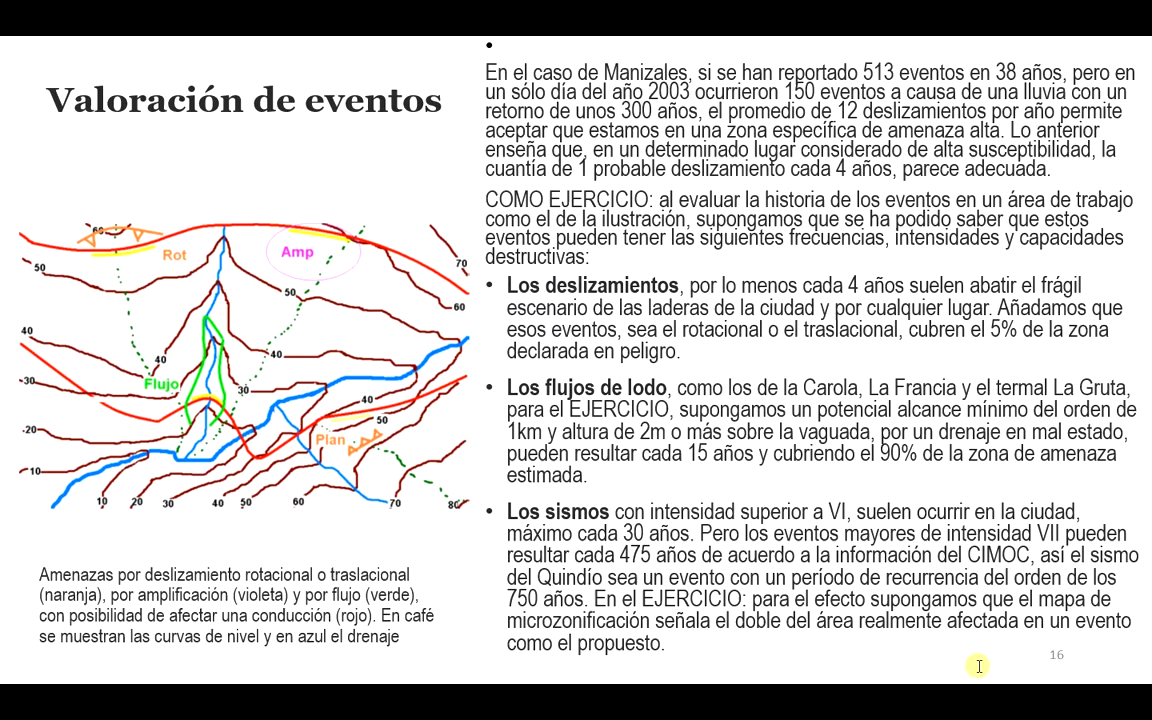 Valoración de eventos
60
Rot
Amp
50
70
50
60
40
40
40
Flujo
30
30
40
50
20
Plan
10
10
20
30
40
50
60
70
80
Amenazas por deslizamiento rotacional o traslacional
(naranja), por amplificación (violeta) y por flujo (verde),
con posibilidad de afectar una conducción (rojo). En café
se muestran las curvas de nivel y en azul el drenaje
•
En el caso de Manizales, si se han reportado 513 eventos en 38 años, pero en
un sólo día del año 2003 ocurrieron 150 eventos a causa de una lluvia con un
retorno de unos 300 años, el promedio de 12 deslizamientos por año permite
aceptar que estamos en una zona específica de amenaza alta. Lo anterior
enseña que, en un determinado lugar considerado de alta susceptibilidad, la
cuantía de 1 probable deslizamiento cada 4 años, parece adecuada.
COMO EJERCICIO: al evaluar la historia de los eventos en un área de trabajo
como el de la ilustración, supongamos que se ha podido saber que estos
eventos pueden tener las siguientes frecuencias, intensidades y capacidades
destructivas:
• Los deslizamientos, por lo menos cada 4 años suelen abatir el frágil
escenario de las laderas de la ciudad y por cualquier lugar. Añadamos que
esos eventos, sea el rotacional o el traslacional, cubren el 5% de la zona
declarada en peligro.
• Los flujos de lodo, como los de la Carola, La Francia y el termal La Gruta,
para el EJERCICIO, supongamos un potencial alcance mínimo del orden de
1km y altura de 2m o más sobre la vaguada, por un drenaje en mal estado,
pueden resultar cada 15 años y cubriendo el 90% de la zona de amenaza
estimada.
• Los sismos con intensidad superior a VI, suelen ocurrir en la ciudad,
máximo cada 30 años. Pero los eventos mayores de intensidad VII pueden
resultar cada 475 años de acuerdo a la información del CIMOC, así el sismo
del Quindío sea un evento con un período de recurrencia del orden de los
750 años. En el EJERCICIO: para el efecto supongamos que el mapa de
microzonificación señala el doble del área realmente afectada en un evento
como el propuesto.
16